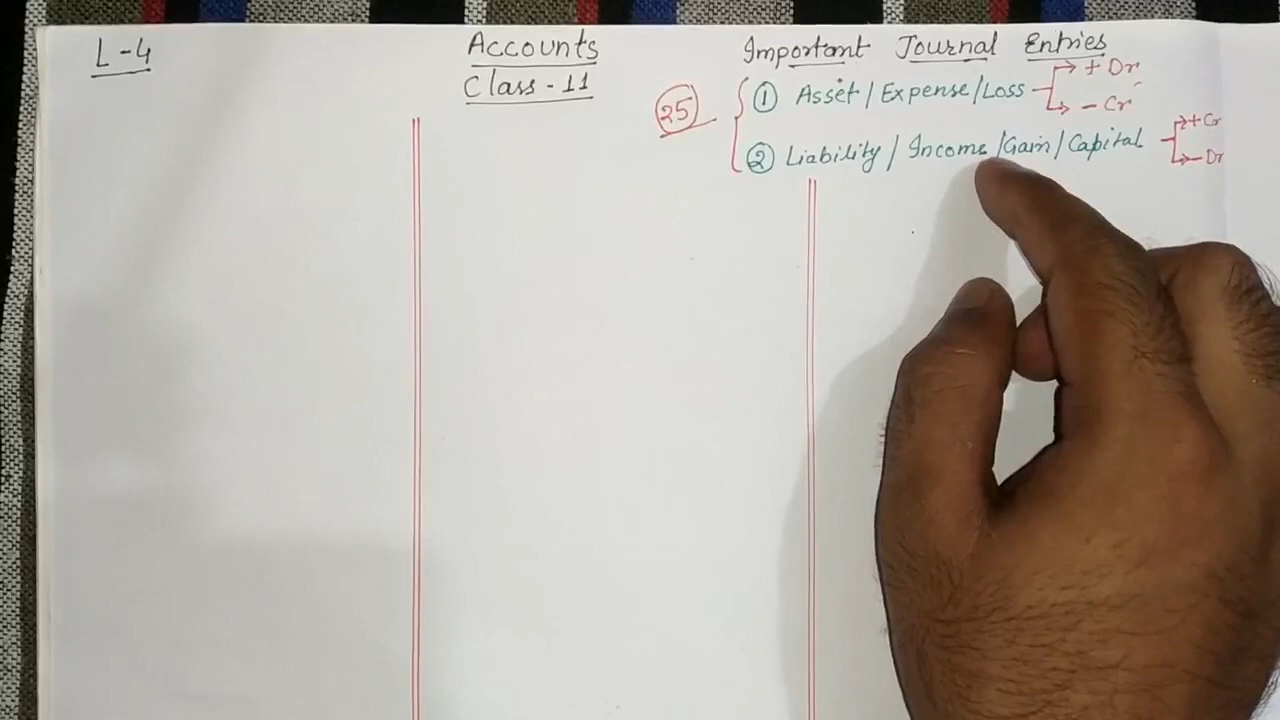 L-4
Accounts
Class - 11
Important Journal Entries
25
① Asset / Expense / Loss → + Dr
→ - Cr
② Liability / Income / Gain / Capital → + Cr
→ - Dr